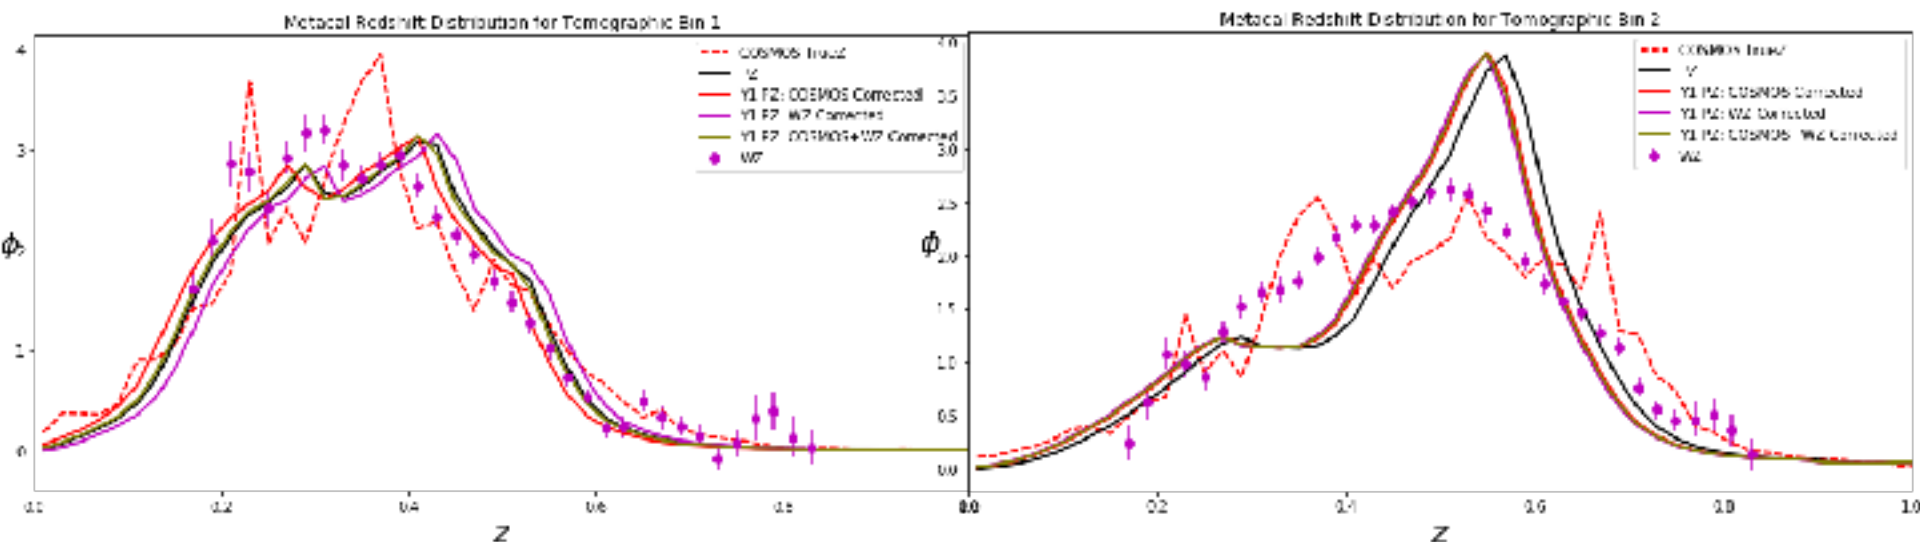 Metacal Redshift Distribution for Tomographic Bin 1
COSMOS TrueZ
PZ
Y1 PZ: COSMOS Corrected
Y1 PZ: WZ Corrected
Y1 PZ: COSMOS+WZ Corrected
WZ
4
3
2
1
0
ϕ
0.0 0.2 0.4 0.6 0.8
z
Metacal Redshift Distribution for Tomographic Bin 2
COSMOS TrueZ
Y1 PZ: COSMOS Corrected
Y1 PZ: WZ Corrected
Y1 PZ: COSMOS+WZ Corrected
WZ
4.0
3.5
3.0
2.5
2.0
1.5
1.0
0.5
0.0
ϕ
0.0 0.2 0.4 0.6 0.8 1.0
z